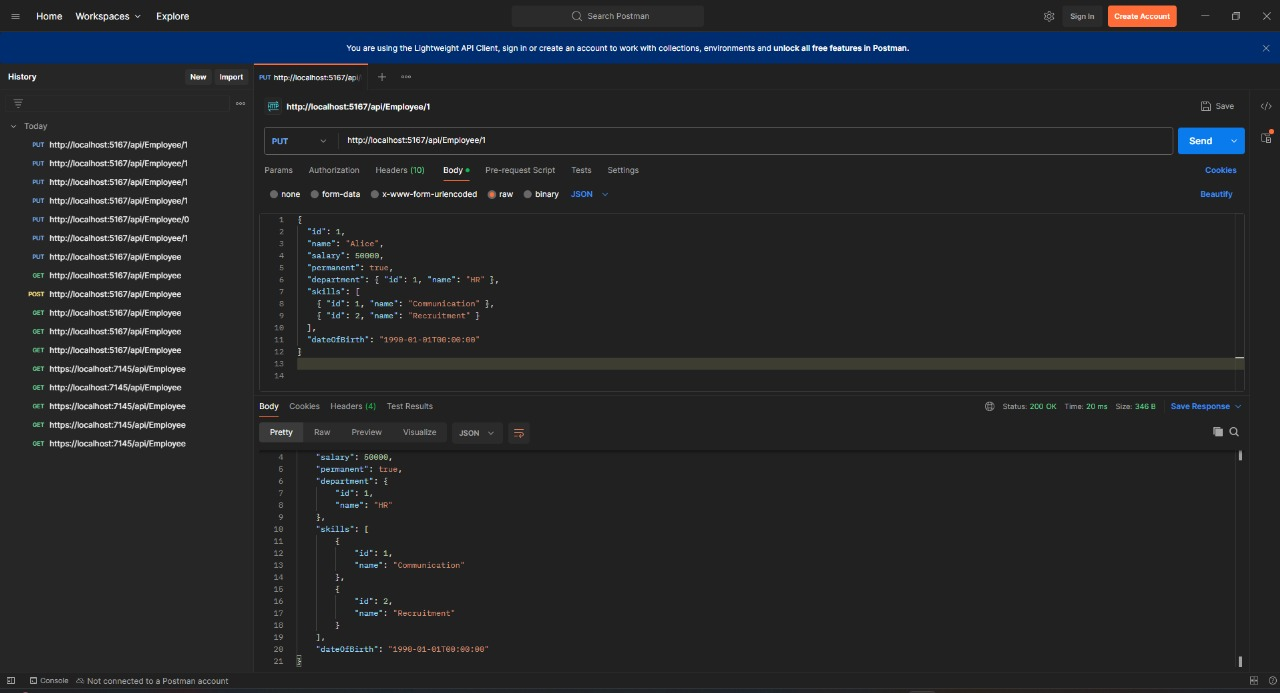 Home Workspaces Explore Search Postman Sign In Create Account
You are using the Lightweight API Client, sign in or create an account to work with collections, environments and unlock all free features in Postman.
History New Import PUT http://localhost:5167/api/
http://localhost:5167/api/Employee/1 Save
Today
PUT http://localhost:5167/api/Employee/1
PUT http://localhost:5167/api/Employee/1
PUT http://localhost:5167/api/Employee/1
PUT http://localhost:5167/api/Employee/1
PUT http://localhost:5167/api/Employee/0
PUT http://localhost:5167/api/Employee/1
PUT http://localhost:5167/api/Employee
GET http://localhost:5167/api/Employee
POST http://localhost:5167/api/Employee
GET http://localhost:5167/api/Employee
GET http://localhost:5167/api/Employee
GET http://localhost:5167/api/Employee
GET https://localhost:7145/api/Employee
GET http://localhost:7145/api/Employee
GET https://localhost:7145/api/Employee
GET https://localhost:7145/api/Employee
GET https://localhost:7145/api/Employee
PUT http://localhost:5167/api/Employee/1 Send
Params Authorization Headers (10) Body Pre-request Script Tests Settings Cookies
none form-data x-www-form-urlencoded raw binary JSON Beautify
1 {
2 "id": 1,
3 "name": "Alice",
4 "salary": 50000,
5 "permanent": true,
6 "department": { "id": 1, "name": "HR" },
7 "skills": [
8 { "id": 1, "name": "Communication" },
9 { "id": 2, "name": "Recruitment" }
10 ],
11 "dateOfBirth": "1990-01-01T00:00:00"
12 }
13
14
Body Cookies Headers (4) Test Results Status: 200 OK Time: 20 ms Size: 346 B Save Response
Pretty Raw Preview Visualize JSON
4 "salary": 50000,
5 "permanent": true,
6 "department": {
7 "id": 1,
8 "name": "HR"
9 },
10 "skills": [
11 {
12 "id": 1,
13 "name": "Communication"
14 },
15 {
16 "id": 2,
17 "name": "Recruitment"
18 }
19 ],
20 "dateOfBirth": "1990-01-01T00:00:00"
21 }
Console Not connected to a Postman account